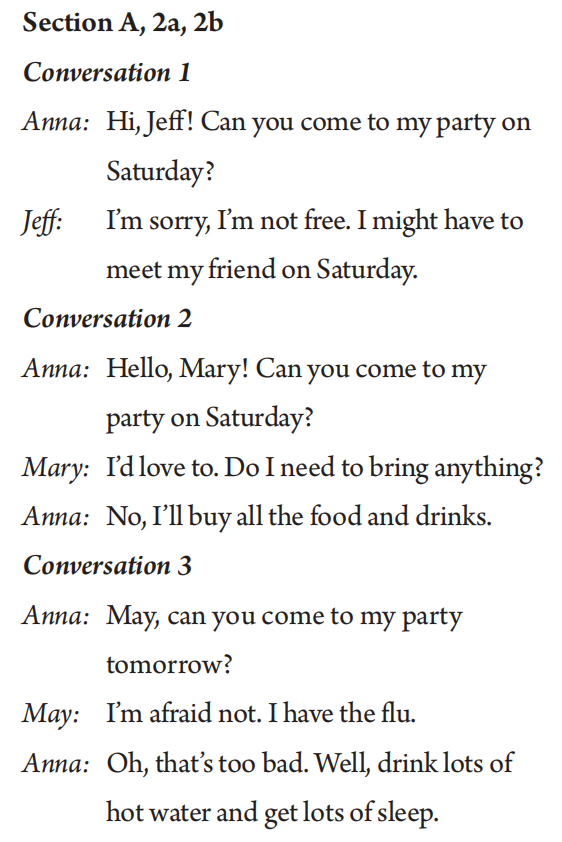 Section A, 2a, 2b
Conversation 1
Anna: Hi, Jeff! Can you come to my party on
Saturday?
Jeff: I'm sorry, I'm not free. I might have to
meet my friend on Saturday.
Conversation 2
Anna: Hello, Mary! Can you come to my
party on Saturday?
Mary: I'd love to. Do I need to bring anything?
Anna: No, I'll buy all the food and drinks.
Conversation 3
Anna: May, can you come to my party
tomorrow?
May: I'm afraid not. I have the flu.
Anna: Oh, that's too bad. Well, drink lots of
hot water and get lots of sleep.